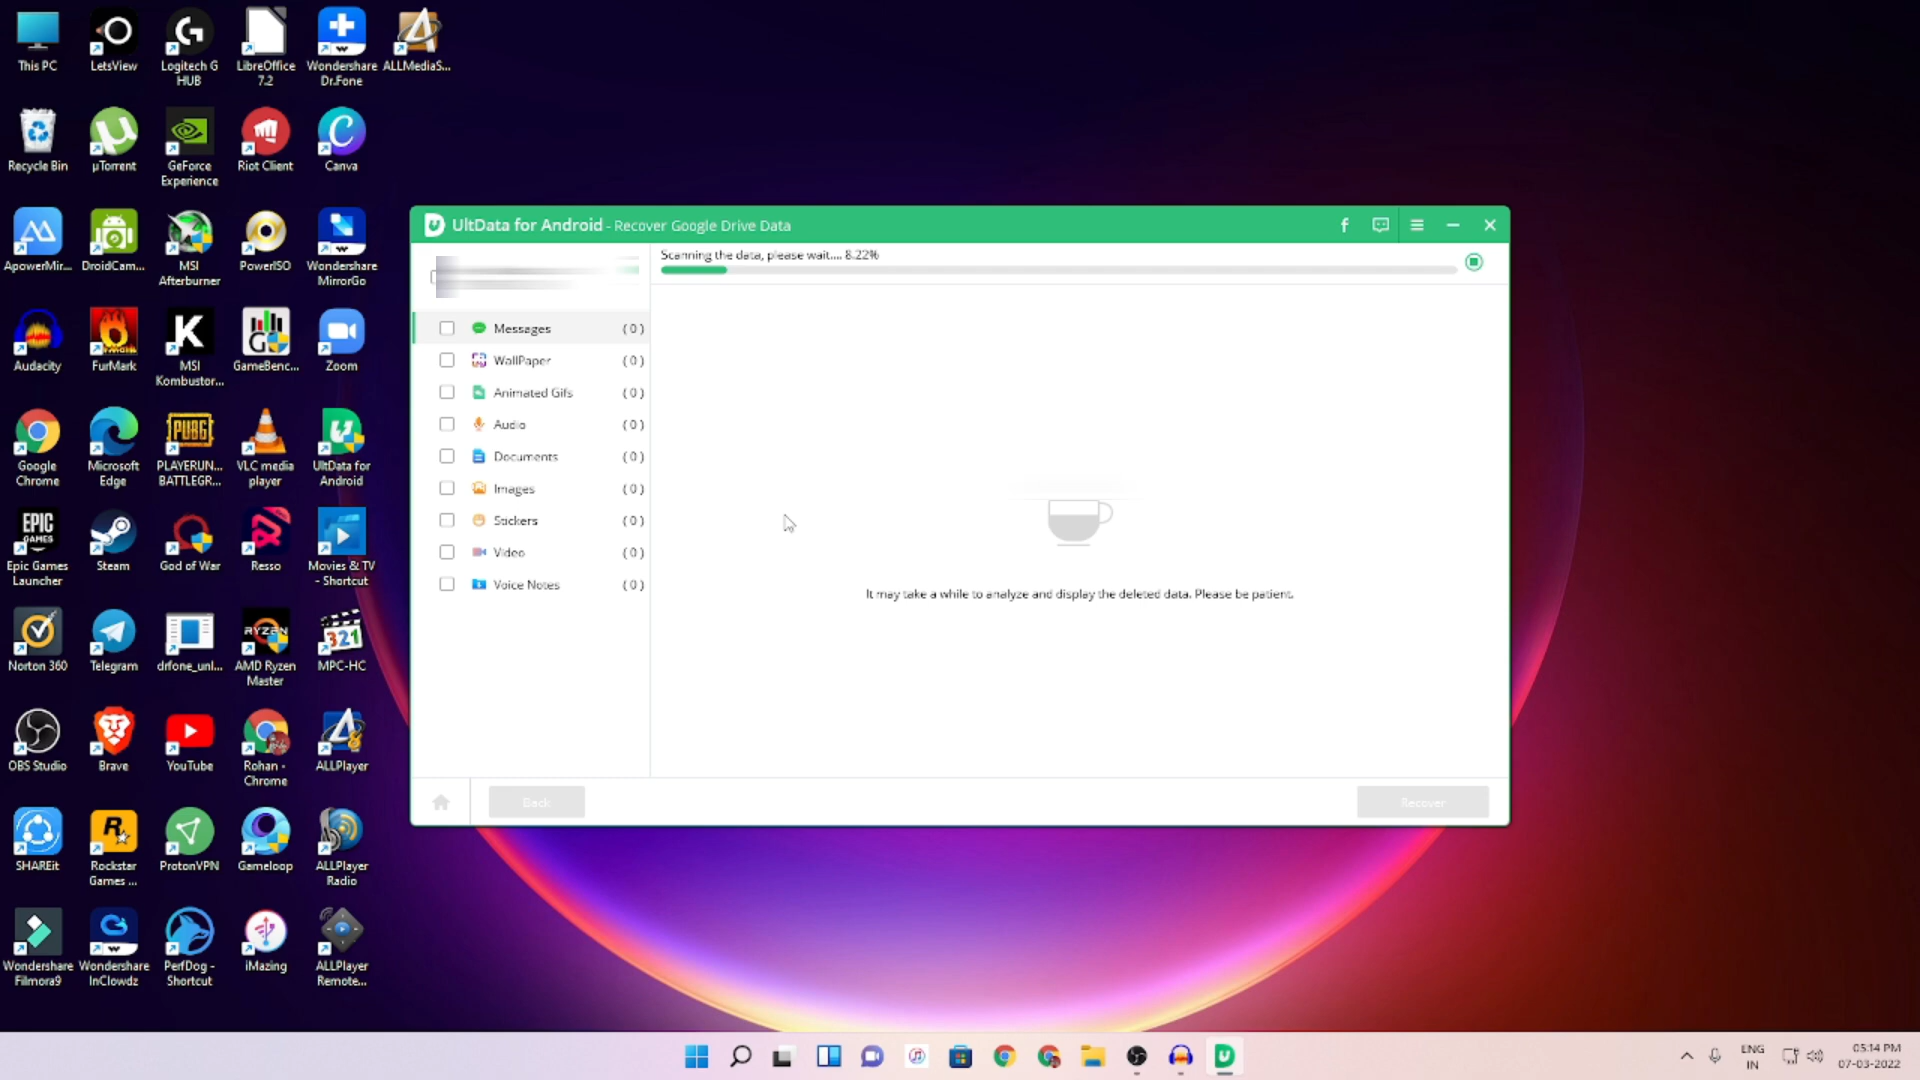 This PC
LetsView
Logitech G
HUB
LibreOffice
7.2
Wondershare
Dr.Fone
ALLMediaS...
Recycle Bin
µTorrent
GeForce
Experience
Riot Client
Canva
ApowerMir...
DroidCam...
MSI
Afterburner
PowerISO
Wondershare
MirrorGo
Audacity
FurMark
MSI
Kombustor...
GameBenc...
Zoom
Google
Chrome
Microsoft
Edge
PUBG
PLAYERUN...
BATTLEGR...
VLC media
player
UltData for
Android
EPIC
GAMES
Epic Games
Launcher
Steam
God of War
Resso
Movies & TV
- Shortcut
Norton 360
Telegram
drfone_unl...
RYZEN
AMD Ryzen
Master
321
MPC-HC
OBS Studio
Brave
YouTube
Rohan -
Chrome
ALLPlayer
SHAREit
Rockstar
Games ...
ProtonVPN
Gameloop
ALLPlayer
Radio
Wondershare
Filmora9
Wondershare
InClowdz
PerfDog -
Shortcut
iMazing
ALLPlayer
Remote...
UltData for Android - Recover Google Drive Data
Scanning the data, please wait.... 8.22%
Messages (0)
WallPaper (0)
Animated Gifs (0)
Audio (0)
Documents (0)
Images (0)
Stickers (0)
Video (0)
Voice Notes (0)
It may take a while to analyze and display the deleted data. Please be patient.
Back
Recover
ENG
IN
05:14 PM
07-03-2022